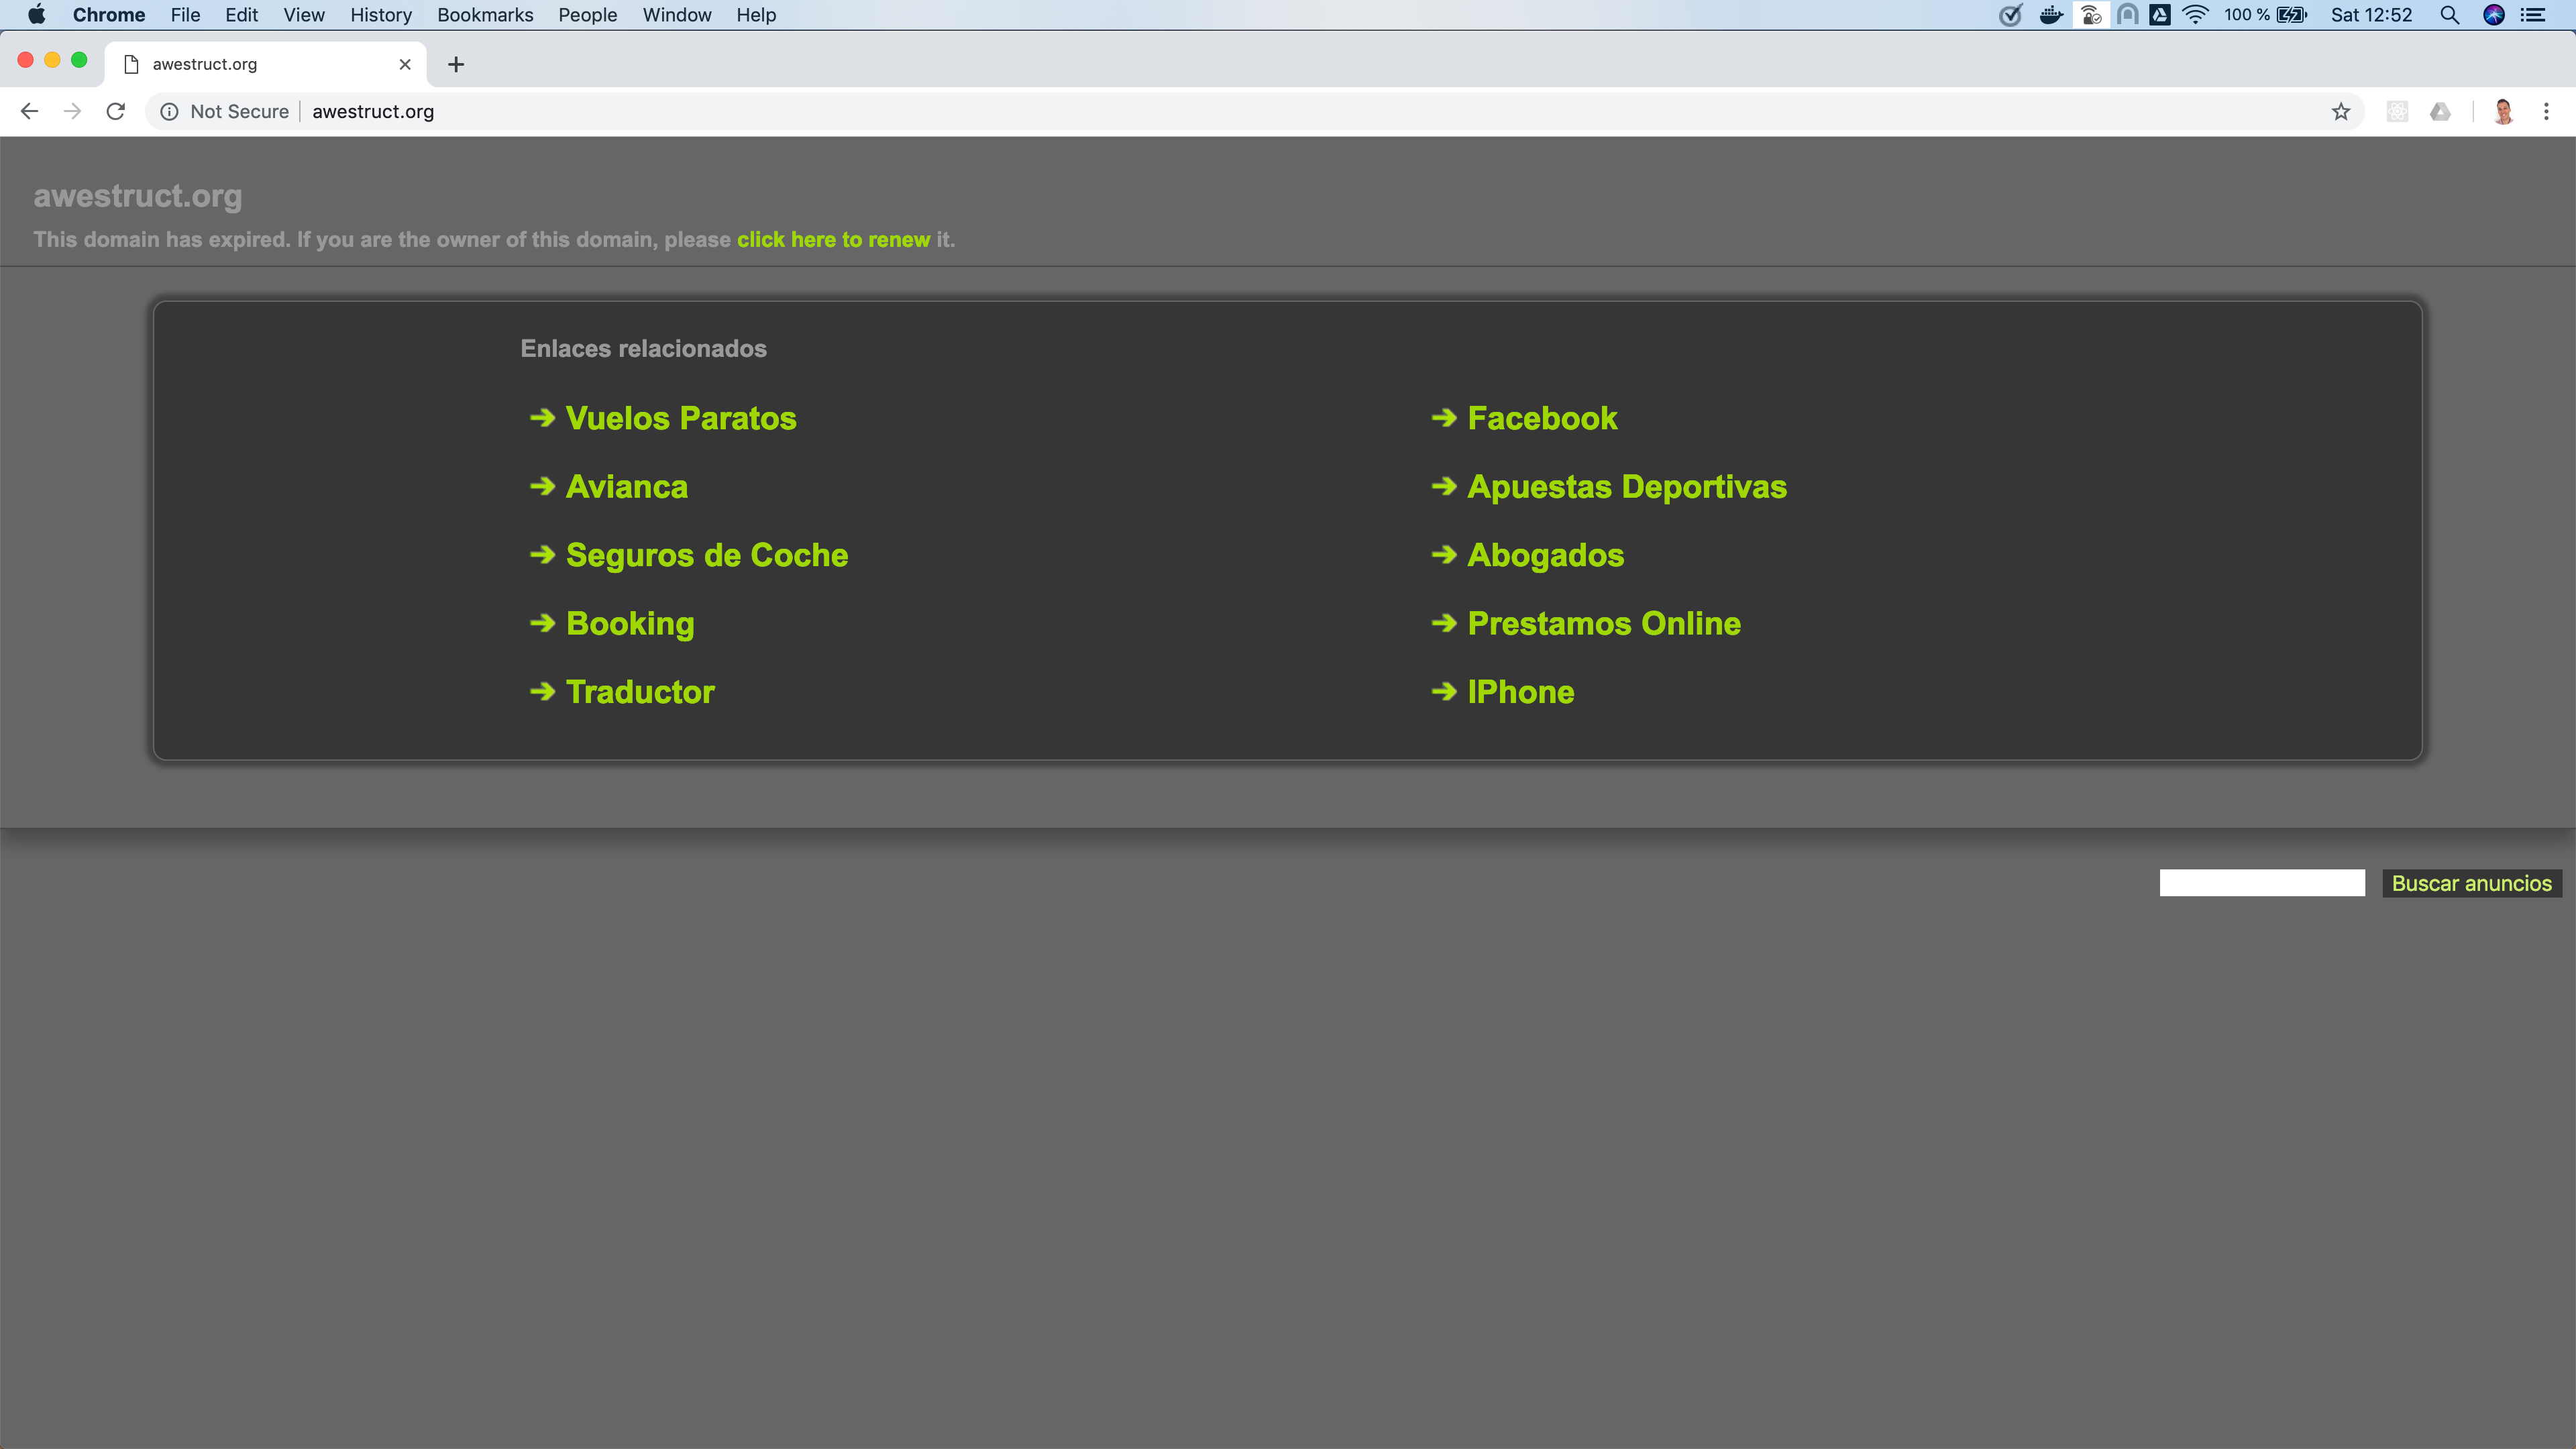 Chrome File Edit View History Bookmarks People Window Help 100 % Sat 12:52
awestruct.org
Not Secure awestruct.org
awestruct.org
This domain has expired. If you are the owner of this domain, please click here to renew it.
Enlaces relacionados
Vuelos Paratos
Facebook
Avianca
Apuestas Deportivas
Seguros de Coche
Abogados
Booking
Prestamos Online
Traductor
IPhone
Buscar anuncios